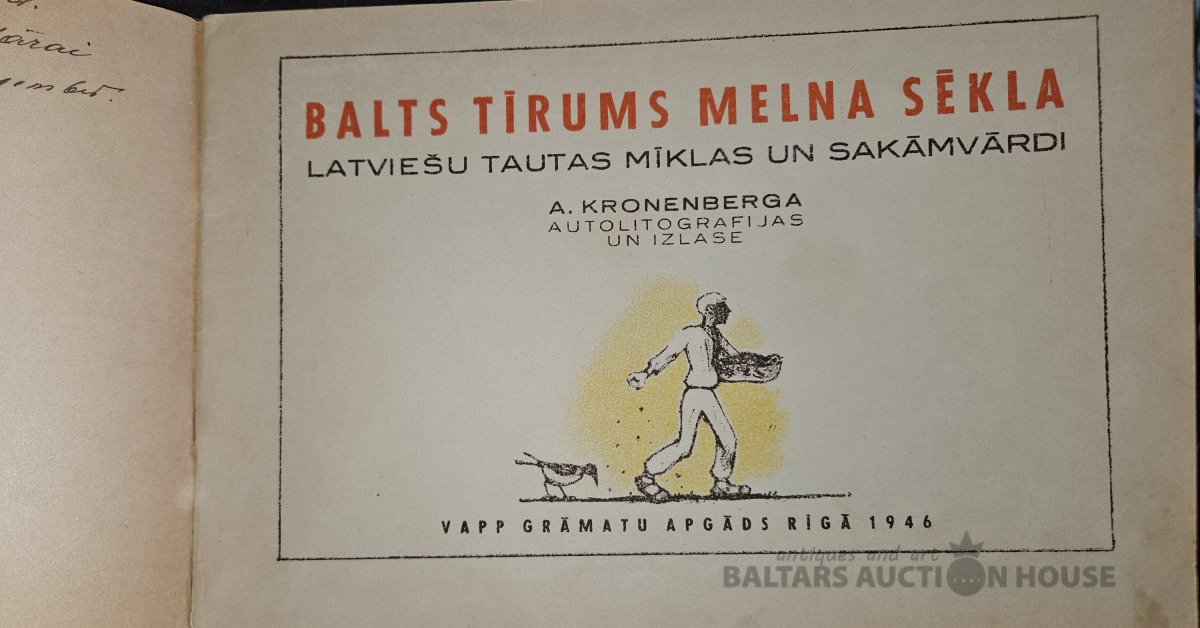 BALTS TĪRUMS MELNA SĒKLA
LATVIEŠU TAUTAS MĪKLAS UN SAKĀMVĀRDI
A. KRONENBERGA
AUTOLITOGRAFIJAS
UN IZLASE
VAPP GRĀMATU APGĀDS RĪGĀ 1946
antiques and art
BALTARS AUCTION HOUSE